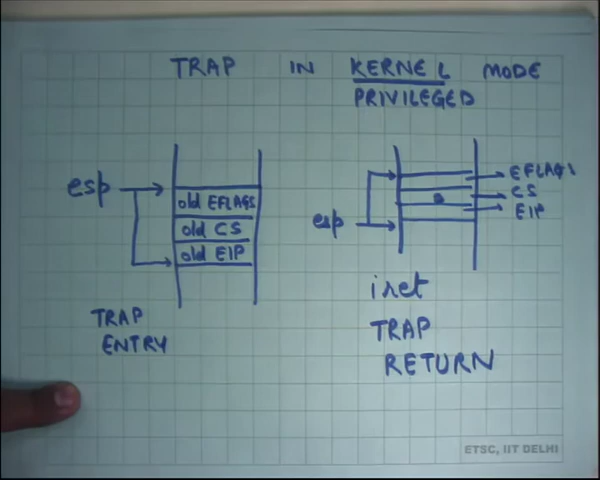 TRAP IN KERNEL MODE
PRIVILEGED
esp
old EFLAGS
old CS
old EIP
TRAP
ENTRY
esp
EFLAGS
CS
EIP
iret
TRAP
RETURN
ETSC, IIT DELHI